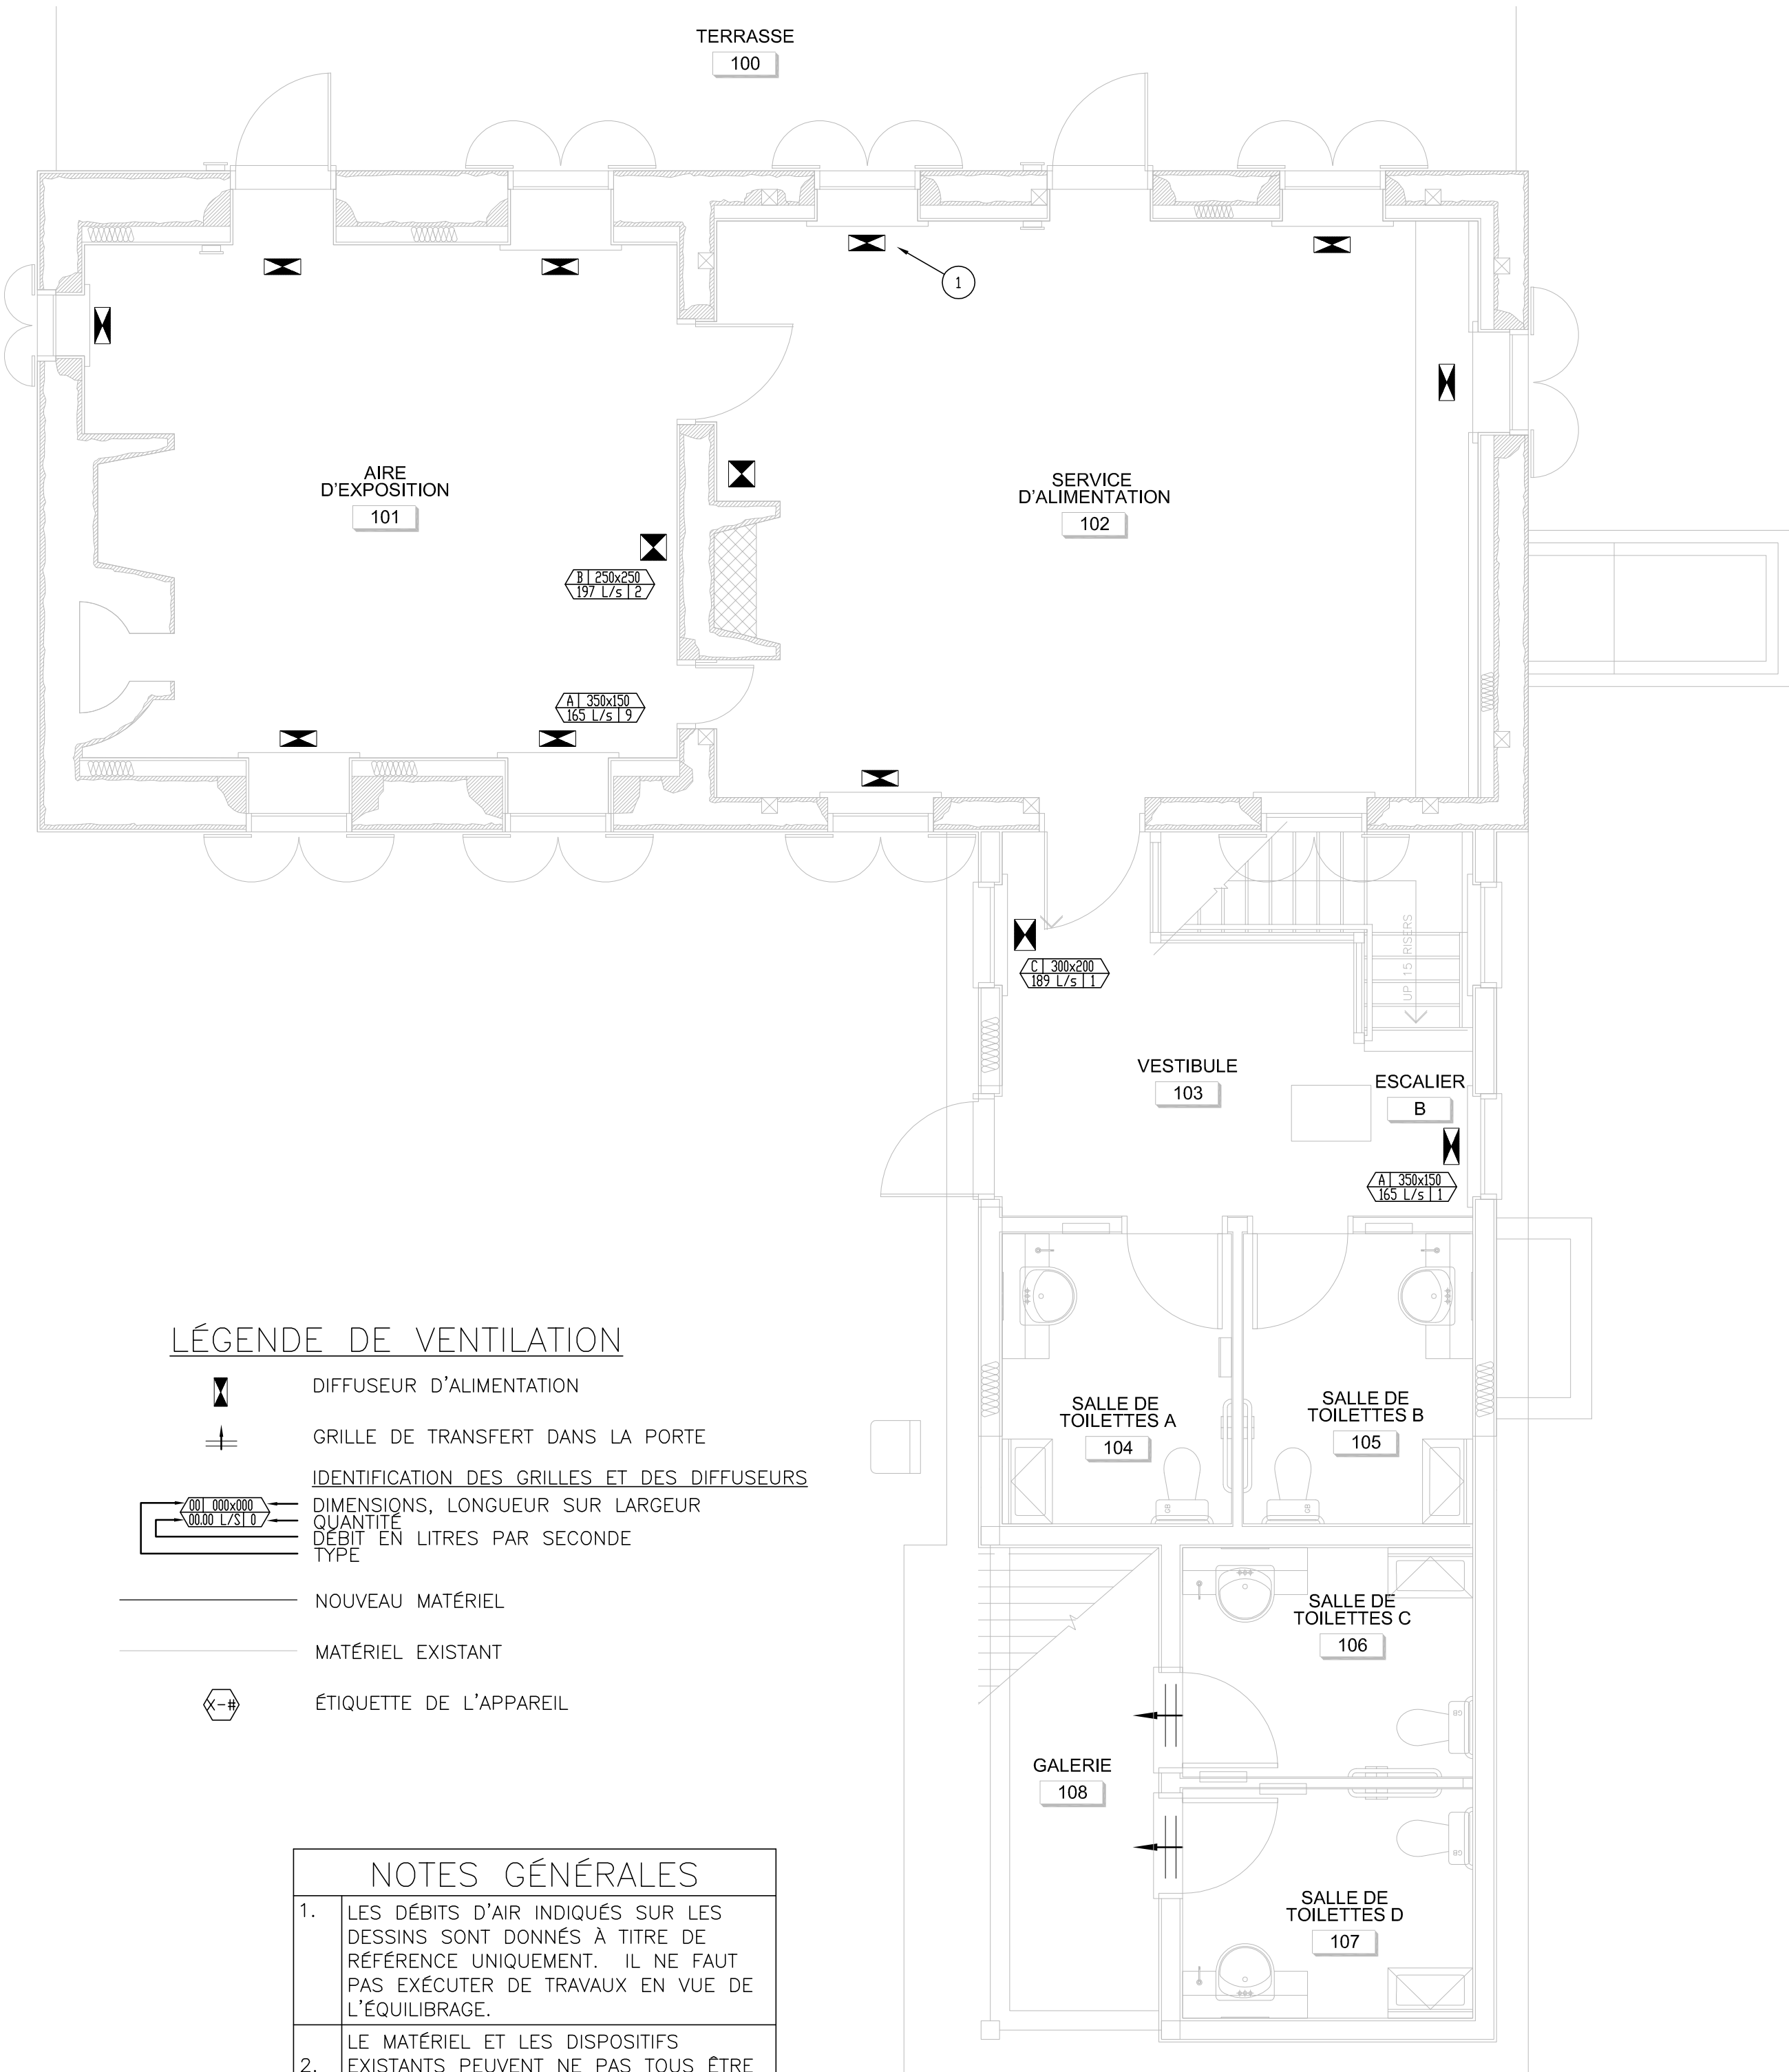 TERRASSE
100
1
AIRE
D'EXPOSITION
101
SERVICE
D'ALIMENTATION
102
B 250x250
197 L/s 2
A 350x150
165 L/s 9
C 300x200
189 L/s 1
UP 15 RISERS
VESTIBULE
103
ESCALIER
B
A 350x150
165 L/s 1
SALLE DE
TOILETTES A
104
SALLE DE
TOILETTES B
105
SALLE DE
TOILETTES C
106
GALERIE
108
SALLE DE
TOILETTES D
107
LÉGENDE DE VENTILATION
DIFFUSEUR D'ALIMENTATION
GRILLE DE TRANSFERT DANS LA PORTE
IDENTIFICATION DES GRILLES ET DES DIFFUSEURS
00 000x000
00.00 L/S 0
DIMENSIONS, LONGUEUR SUR LARGEUR
QUANTITÉ
DÉBIT EN LITRES PAR SECONDE
TYPE
NOUVEAU MATÉRIEL
MATÉRIEL EXISTANT
X-#
ÉTIQUETTE DE L'APPAREIL
NOTES GÉNÉRALES
1. LES DÉBITS D'AIR INDIQUÉS SUR LES
DESSINS SONT DONNÉS À TITRE DE
RÉFÉRENCE UNIQUEMENT. IL NE FAUT
PAS EXÉCUTER DE TRAVAUX EN VUE DE
L'ÉQUILIBRAGE.
LE MATÉRIEL ET LES DISPOSITIFS
2. EXISTANTS PEUVENT NE PAS TOUS ÊTRE